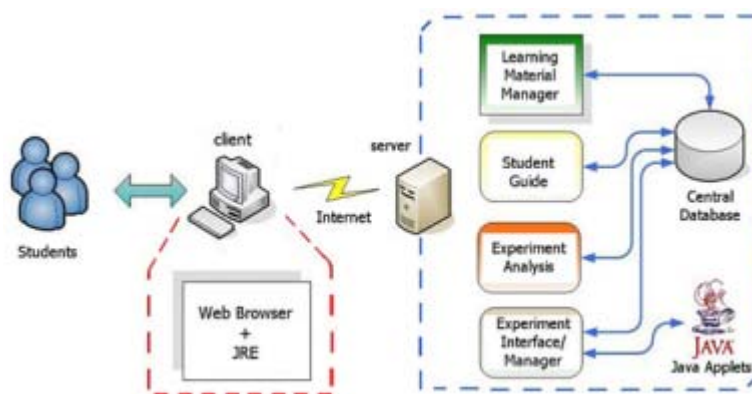 Students
client
Internet
server
Web Browser
+
JRE
Learning
Material
Manager
Student
Guide
Experiment
Analysis
Experiment
Interface/
Manager
Central
Database
JAVA
Java Applets